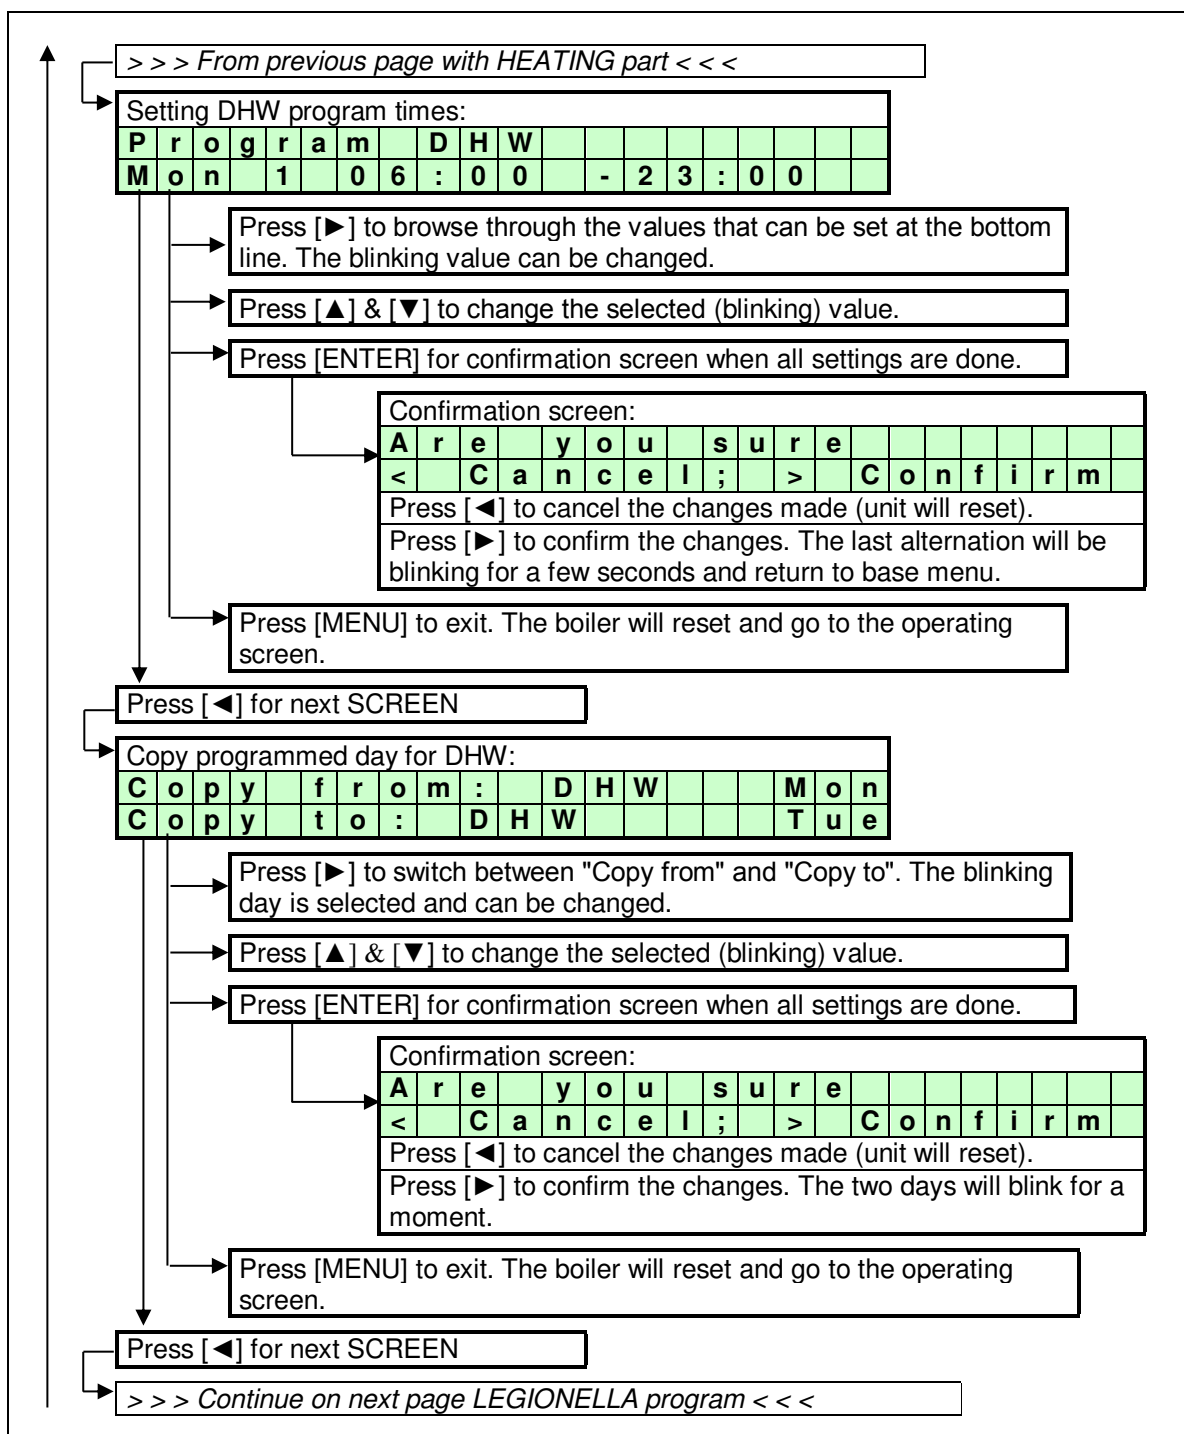 > > > From previous page with HEATING part < < <
Setting DHW program times:
Program DHW
Mon 1 06:00 -23:00
Press [►] to browse through the values that can be set at the bottom
line. The blinking value can be changed.
Press [▲] & [▼] to change the selected (blinking) value.
Press [ENTER] for confirmation screen when all settings are done.
Confirmation screen:
Are you sure
< Cancel; > Confirm
Press [◄] to cancel the changes made (unit will reset).
Press [►] to confirm the changes. The last alternation will be
blinking for a few seconds and return to base menu.
Press [MENU] to exit. The boiler will reset and go to the operating
screen.
Press [◄] for next SCREEN
Copy programmed day for DHW:
Copy from: DHW Mon
Copy to: DHW Tue
Press [►] to switch between "Copy from" and "Copy to". The blinking
day is selected and can be changed.
Press [▲] & [▼] to change the selected (blinking) value.
Press [ENTER] for confirmation screen when all settings are done.
Confirmation screen:
Are you sure
< Cancel; > Confirm
Press [◄] to cancel the changes made (unit will reset).
Press [►] to confirm the changes. The two days will blink for a
moment.
Press [MENU] to exit. The boiler will reset and go to the operating
screen.
Press [◄] for next SCREEN
> > > Continue on next page LEGIONELLA program < < <